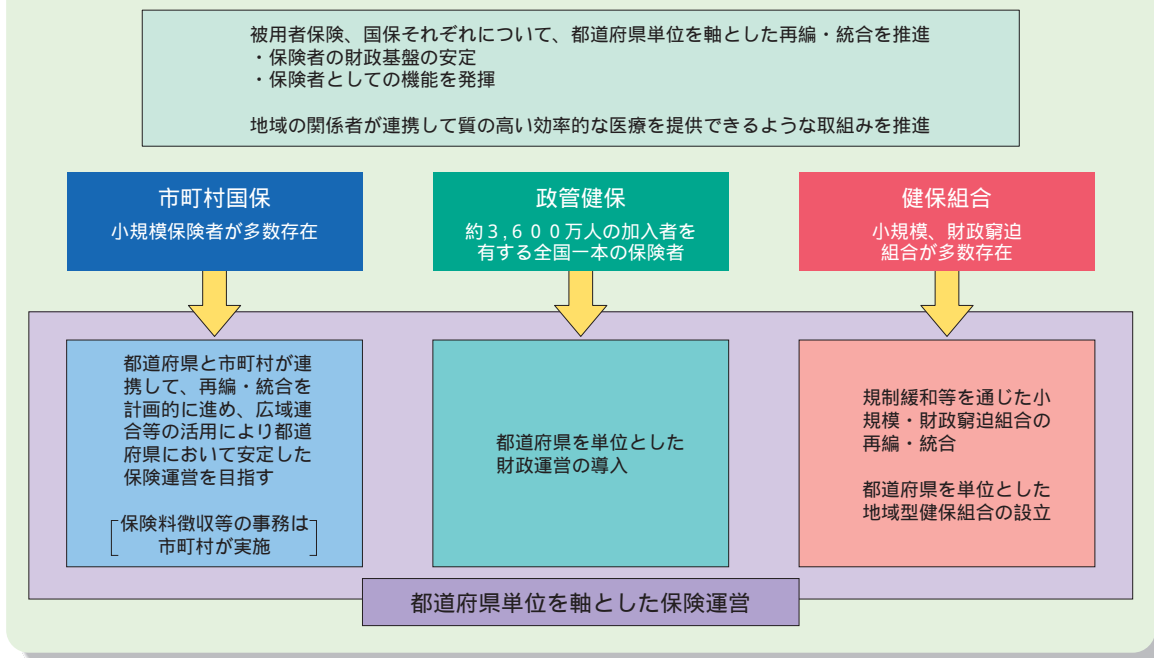 被用者保険、国保それぞれについて、都道府県単位を軸とした再編・統合を推進
・保険者の財政基盤の安定
・保険者としての機能を発揮
地域の関係者が連携して質の高い効率的な医療を提供できるような取組みを推進
市町村国保
小規模保険者が多数存在
政管健保
約3,600万人の加入者を
有する全国一本の保険者
健保組合
小規模、財政窮迫
組合が多数存在
都道府県と市町村が連
携して、再編・統合を
計画的に進め、広域連
合等の活用により都道
府県において安定した
保険運営を目指す
保険料徴収等の事務は
市町村が実施
都道府県を単位とした
財政運営の導入
規制緩和等を通じた小
規模・財政窮迫組合の
再編・統合
都道府県を単位とした
地域型健保組合の設立
都道府県単位を軸とした保険運営